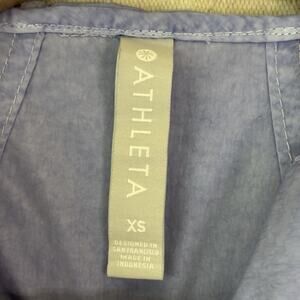 ATHLETA
XS
DESIGNED IN
SAN FRANCISCO
MADE IN
INDONESIA